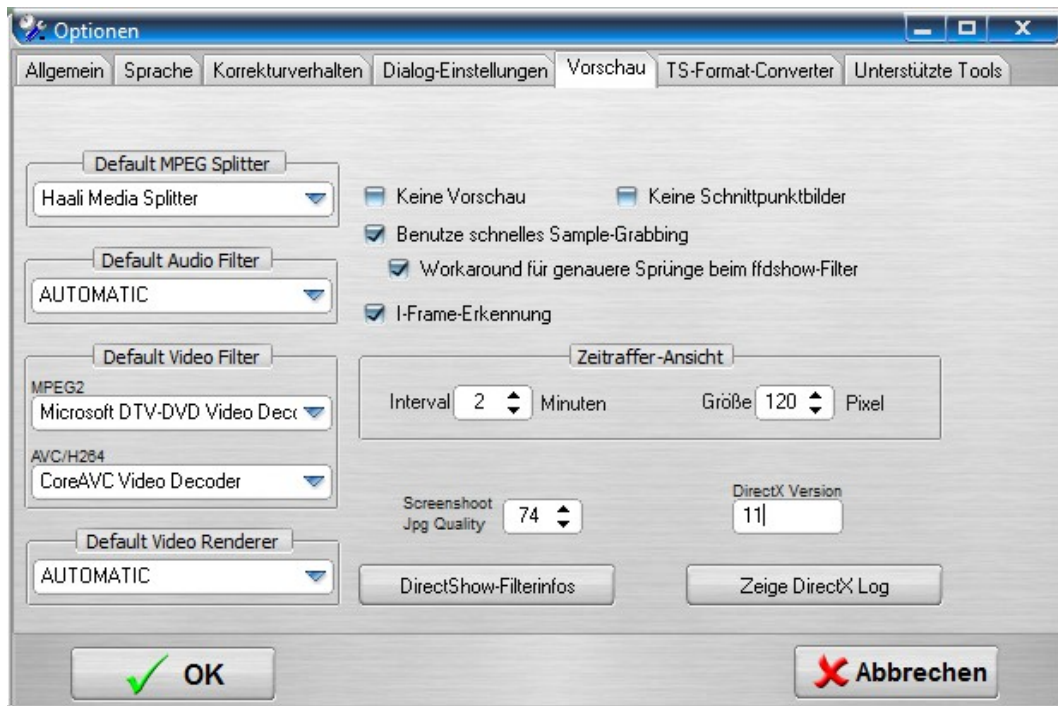 Optionen
Allgemein Sprache Korrekturverhalten Dialog-Einstellungen Vorschau TS-Format-Converter Unterstützte Tools
Default MPEG Splitter
Haali Media Splitter
Keine Vorschau Keine Schnittpunktbilder
Benutze schnelles Sample-Grabbing
Default Audio Filter
Workaround für genauere Sprünge beim ffdshow-Filter
AUTOMATIC
I-Frame-Erkennung
Default Video Filter
Zeitraffer-Ansicht
MPEG2
Microsoft DTV-DVD Video Dec
Interval 2 Minuten Größe 120 Pixel
AVC/H264
CoreAVC Video Decoder
Screenshoot
Jpg Quality 74
DirectX Version
11
Default Video Renderer
AUTOMATIC
DirectShow-Filterinfos Zeige DirectX Log
OK Abbrechen